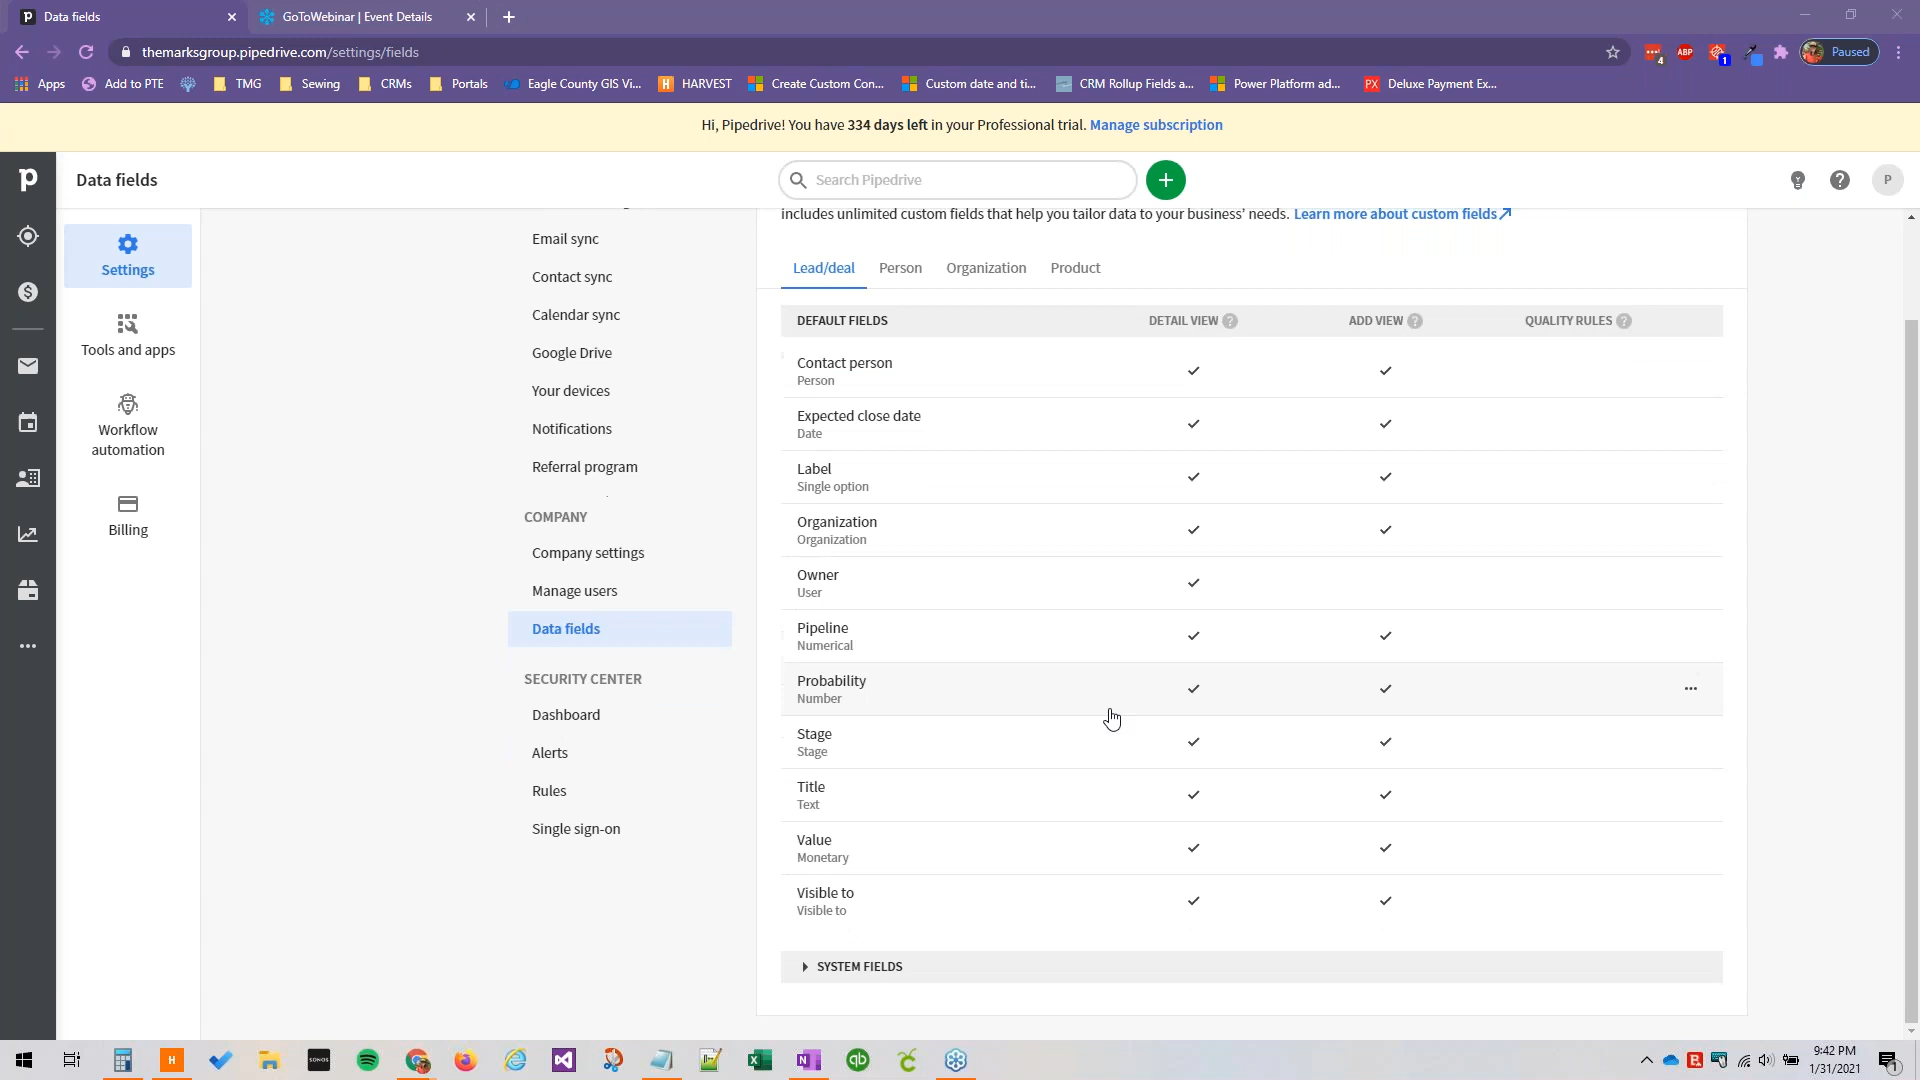 Data fields
GoToWebinar | Event Details
themarksgroup.pipedrive.com/settings/fields
Paused
Apps
Add to PTE
TMG
Sewing
CRMs
Portals
Eagle County GIS Vi...
HARVEST
Create Custom Con...
Custom date and ti...
CRM Rollup Fields a...
Power Platform ad...
Deluxe Payment Ex...
Hi, Pipedrive! You have 334 days left in your Professional trial. Manage subscription
Data fields
Search Pipedrive
P
Settings
Tools and apps
Workflow
automation
Billing
Email sync
Contact sync
Calendar sync
Google Drive
Your devices
Notifications
Referral program
COMPANY
Company settings
Manage users
Data fields
SECURITY CENTER
Dashboard
Alerts
Rules
Single sign-on
includes unlimited custom fields that help you tailor data to your business' needs. Learn more about custom fields
Lead/deal
Person
Organization
Product
DEFAULT FIELDS
DETAIL VIEW
ADD VIEW
QUALITY RULES
Contact person
Person
Expected close date
Date
Label
Single option
Organization
Organization
Owner
User
Pipeline
Numerical
Probability
Number
Stage
Stage
Title
Text
Value
Monetary
Visible to
Visible to
SYSTEM FIELDS
9:42 PM
1/31/2021